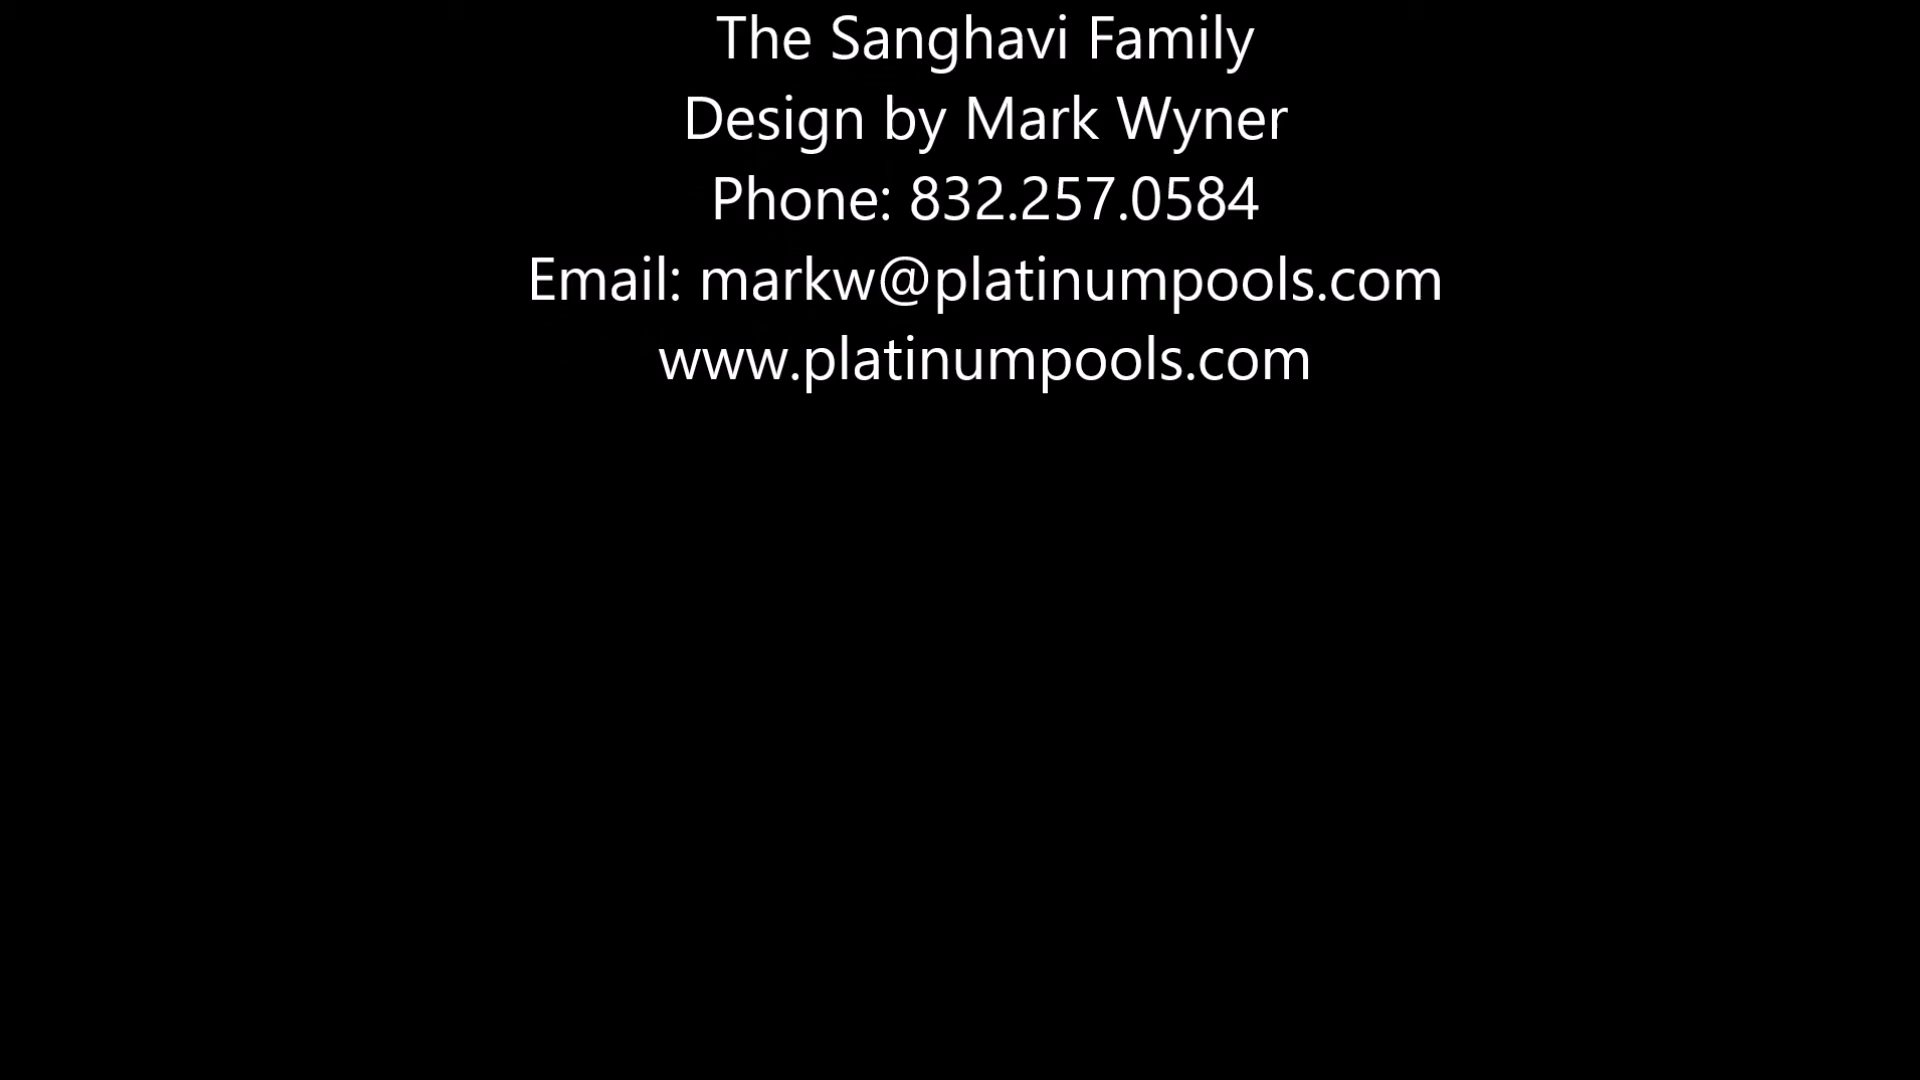 The Sanghavi Family
Design by Mark Wyner
Phone: 832.257.0584
Email: markw@platinumpools.com
www.platinumpools.com